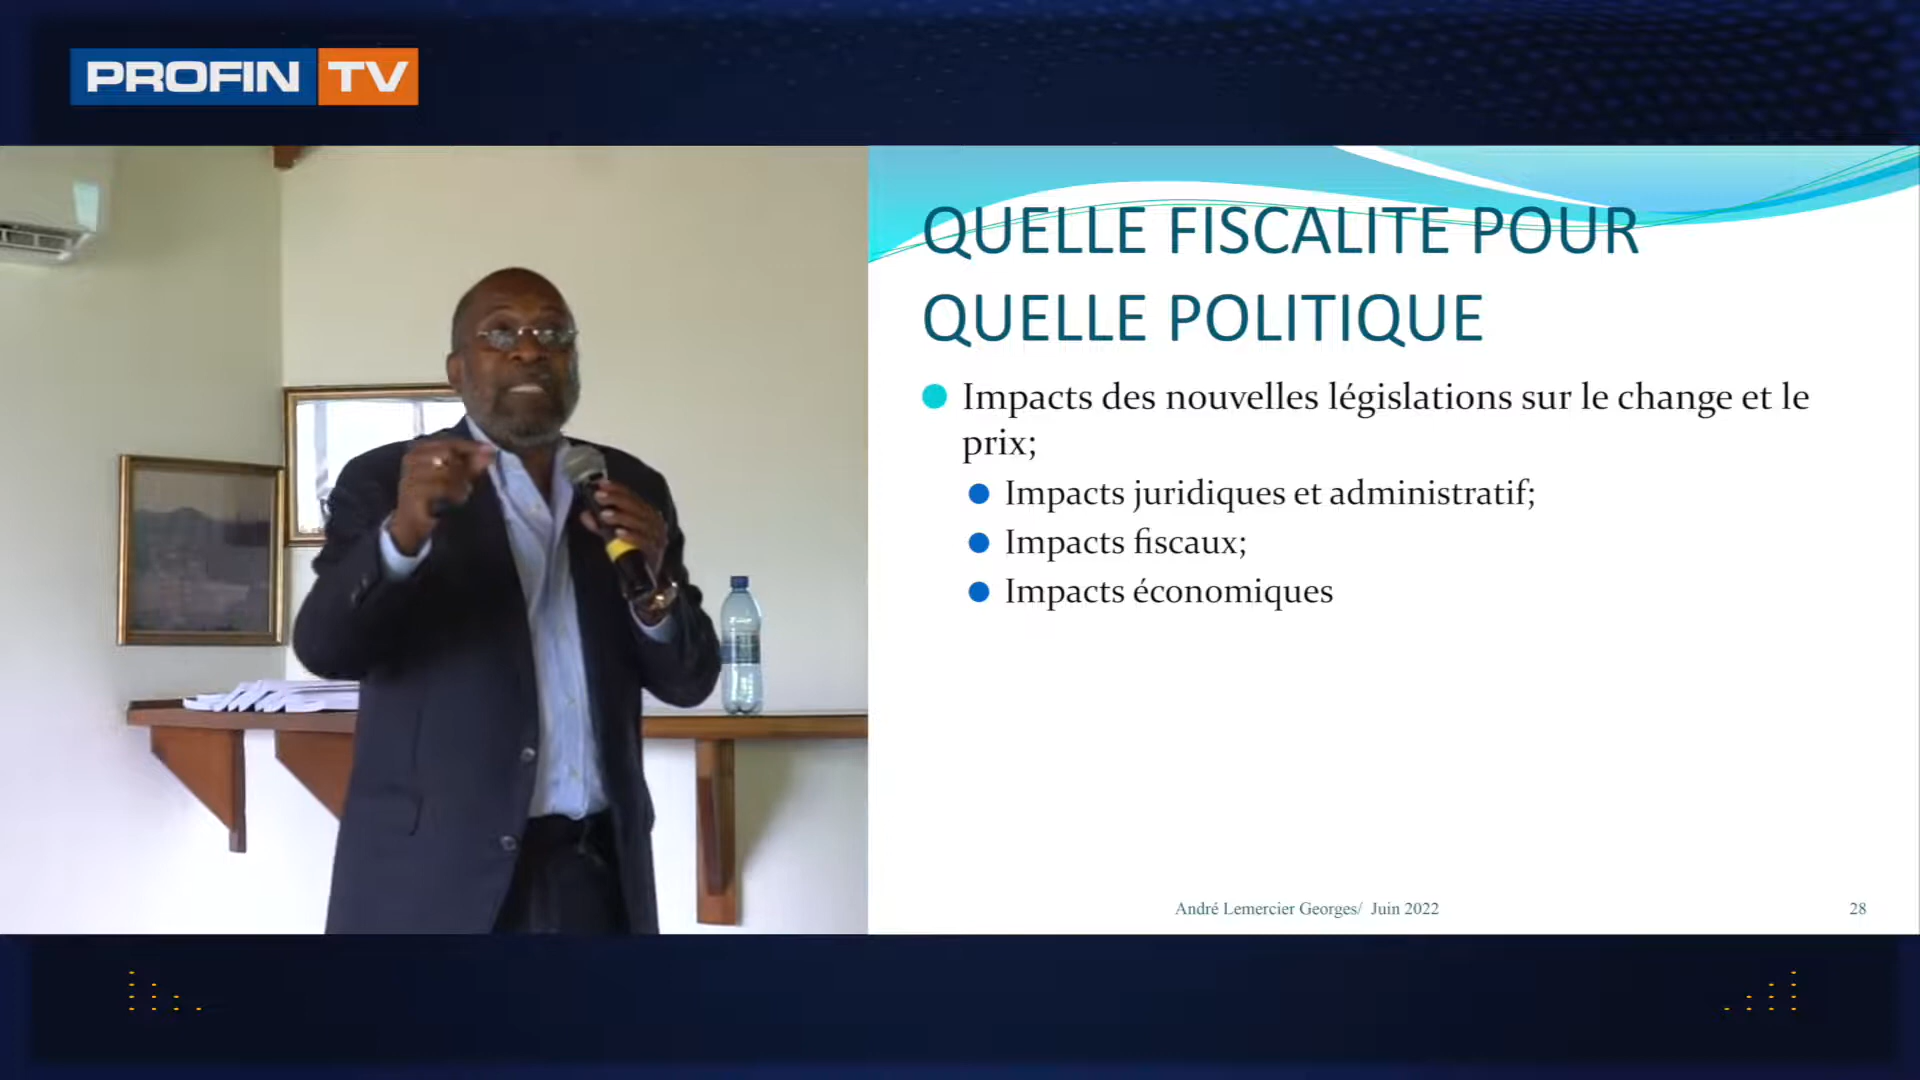 PROFIN TV
QUELLE FISCALITE POUR
QUELLE POLITIQUE
Impacts des nouvelles législations sur le change et le
prix;
Impacts juridiques et administratif;
Impacts fiscaux;
Impacts économiques
André Lemercier Georges/ Juin 2022
28